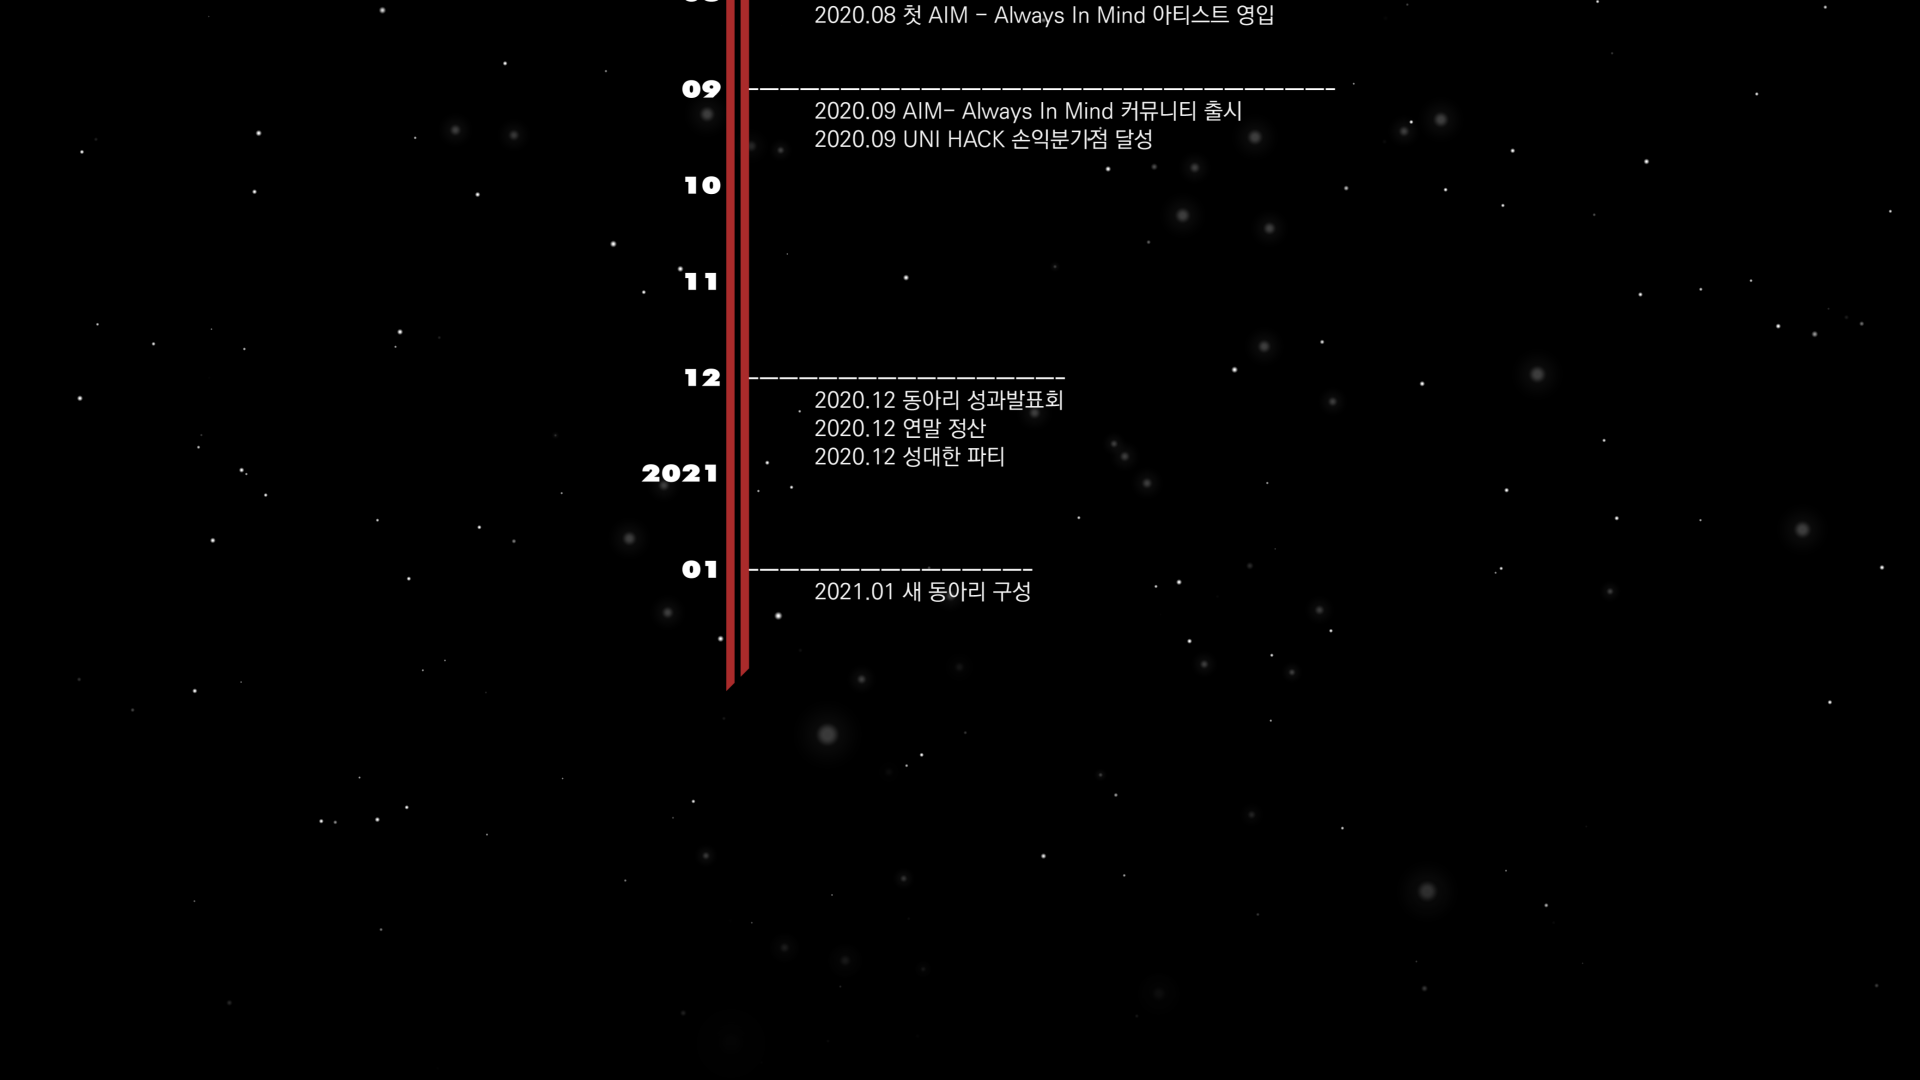 2020.08 첫 AIM - Always In Mind 아티스트 영입
09
2020.09 AIM- Always In Mind 커뮤니티 출시
2020.09 UNI HACK 손익분기점 달성
10
11
12
2020.12 동아리 성과발표회
2020.12 연말 정산
2020.12 성대한 파티
2021
01
2021.01 새 동아리 구성